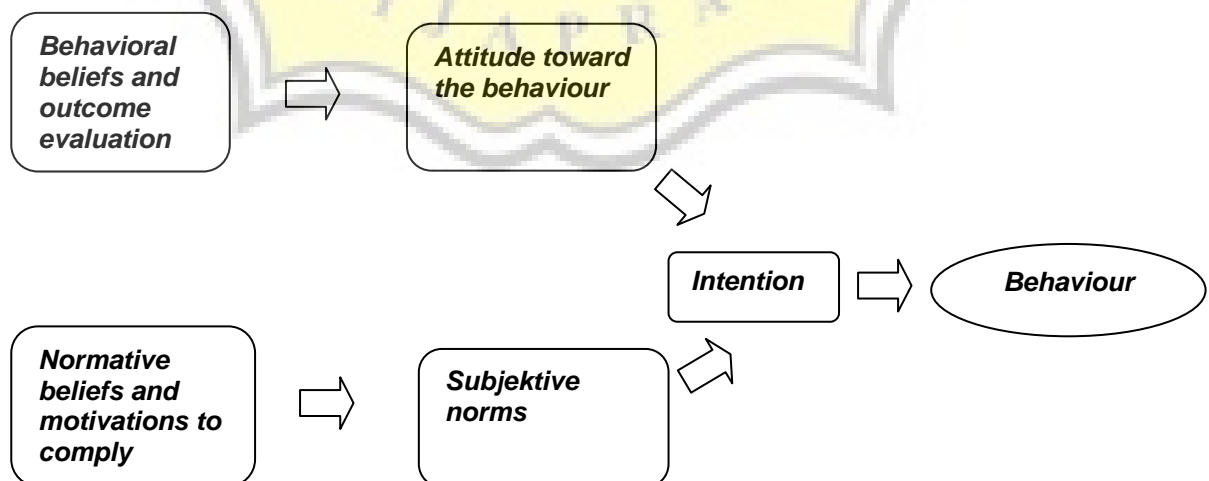 Behavioral
beliefs and
outcome
evaluation
Attitude toward
the behaviour
Intention
Behaviour
Normative
beliefs and
motivations to
comply
Subjektive
norms